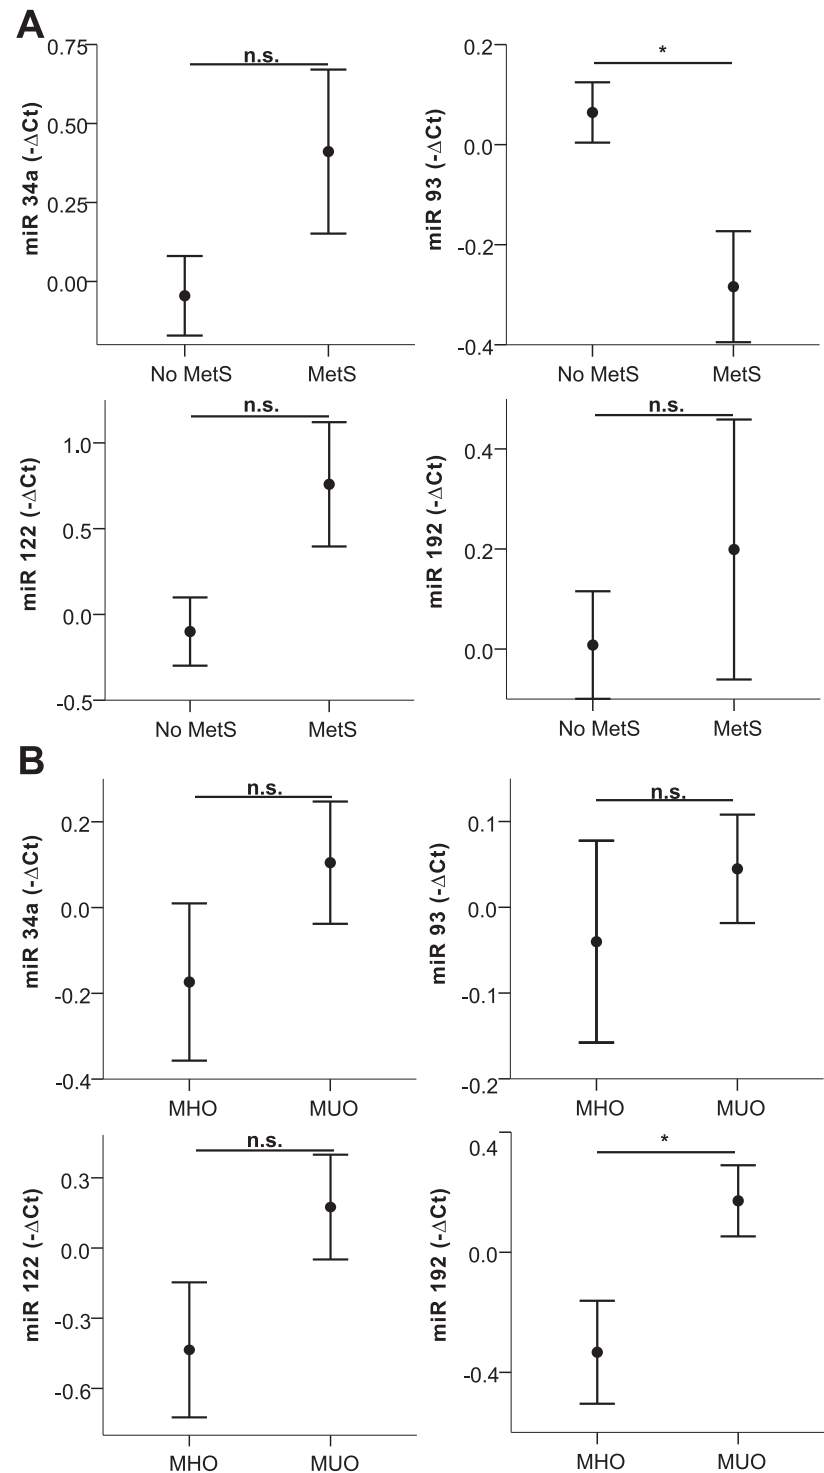 A
miR 34a (-ΔCt)
0.75
0.50
0.25
0.00
n.s.
No MetS
MetS
miR 93 (-ΔCt)
0.2
0.0
-0.2
-0.4
*
No MetS
MetS
miR 122 (-ΔCt)
1.0
0.5
0.0
-0.5
n.s.
No MetS
MetS
miR 192 (-ΔCt)
0.4
0.2
0.0
n.s.
No MetS
MetS
B
miR 34a (-ΔCt)
0.2
0.0
-0.2
-0.4
n.s.
MHO
MUO
miR 93 (-ΔCt)
0.1
0.0
-0.1
-0.2
n.s.
MHO
MUO
miR 122 (-ΔCt)
0.3
0.0
-0.3
-0.6
n.s.
MHO
MUO
miR 192 (-ΔCt)
0.4
0.0
-0.4
*
MHO
MUO